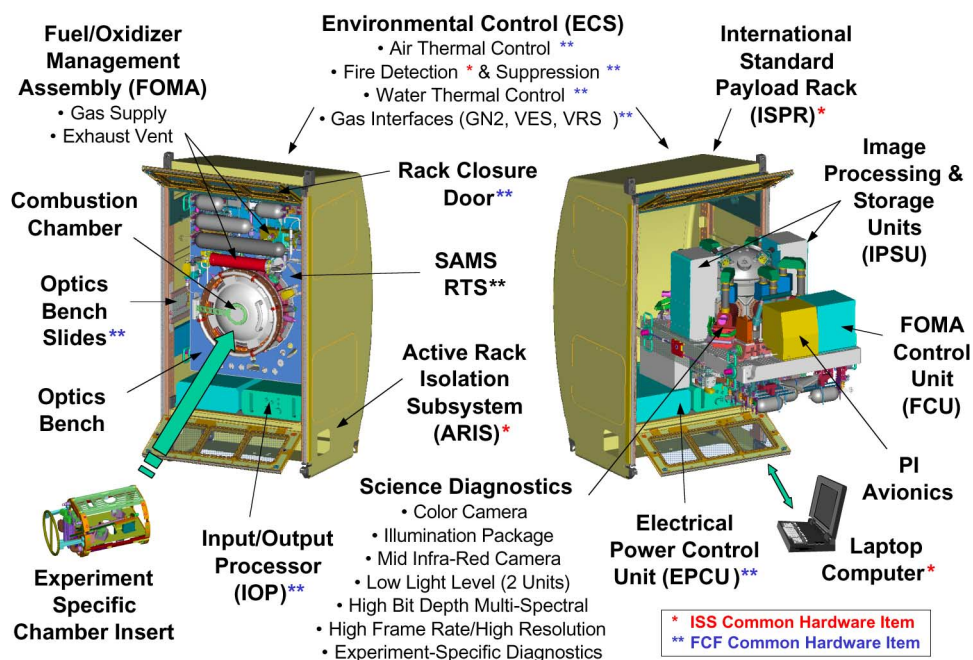 Fuel/Oxidizer
Management
Assembly (FOMA)
• Gas Supply
• Exhaust Vent
Environmental Control (ECS)
• Air Thermal Control **
• Fire Detection * & Suppression **
• Water Thermal Control **
• Gas Interfaces (GN2, VES, VRS )**
International
Standard
Payload Rack
(ISPR)*
Combustion
Chamber
Rack Closure
Door**
Image
Processing &
Storage
Units
(IPSU)
Optics
Bench
Slides**
SAMS
RTS**
Optics
Bench
Active Rack
Isolation
Subsystem
(ARIS)*
FOMA
Control
Unit
(FCU)
PI
Avionics
Experiment
Specific
Chamber Insert
Input/Output
Processor
(IOP)**
Science Diagnostics
• Color Camera
• Illumination Package
• Mid Infra-Red Camera
• Low Light Level (2 Units)
• High Bit Depth Multi-Spectral
• High Frame Rate/High Resolution
• Experiment-Specific Diagnostics
Electrical
Power Control
Unit (EPCU)**
Laptop
Computer*
* ISS Common Hardware Item
** FCF Common Hardware Item